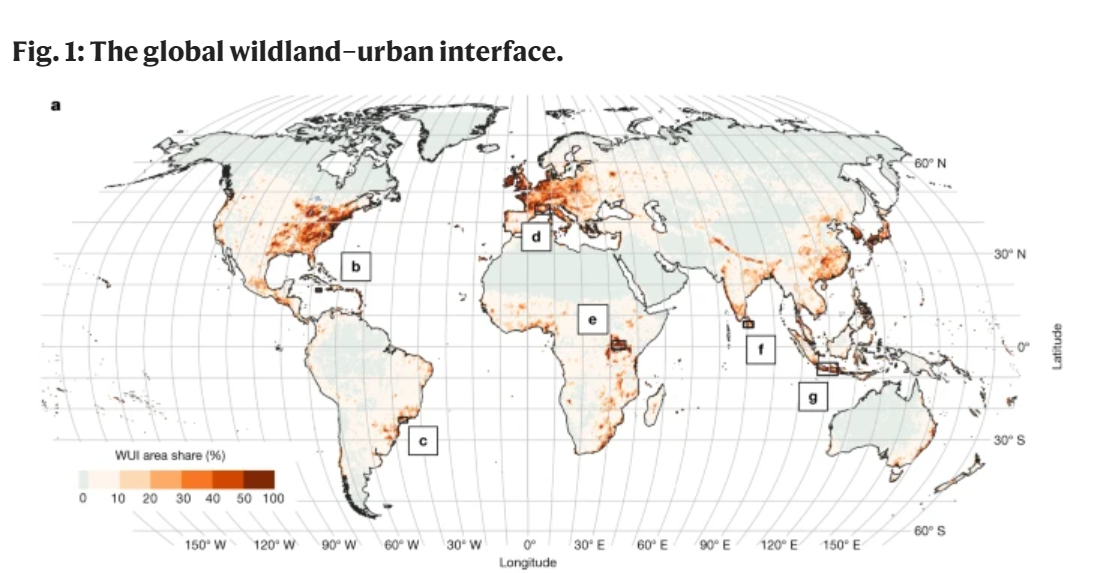 Fig. 1: The global wildland–urban interface.
a
60° N
d
b
30° N
e
f
0°
Latitude
g
c
30° S
WUI area share (%)
0 10 20 30 40 50 100
60° S
150° W 120° W 90° W 60° W 30° W 0° 30° E 60° E 90° E 120° E 150° E
Longitude